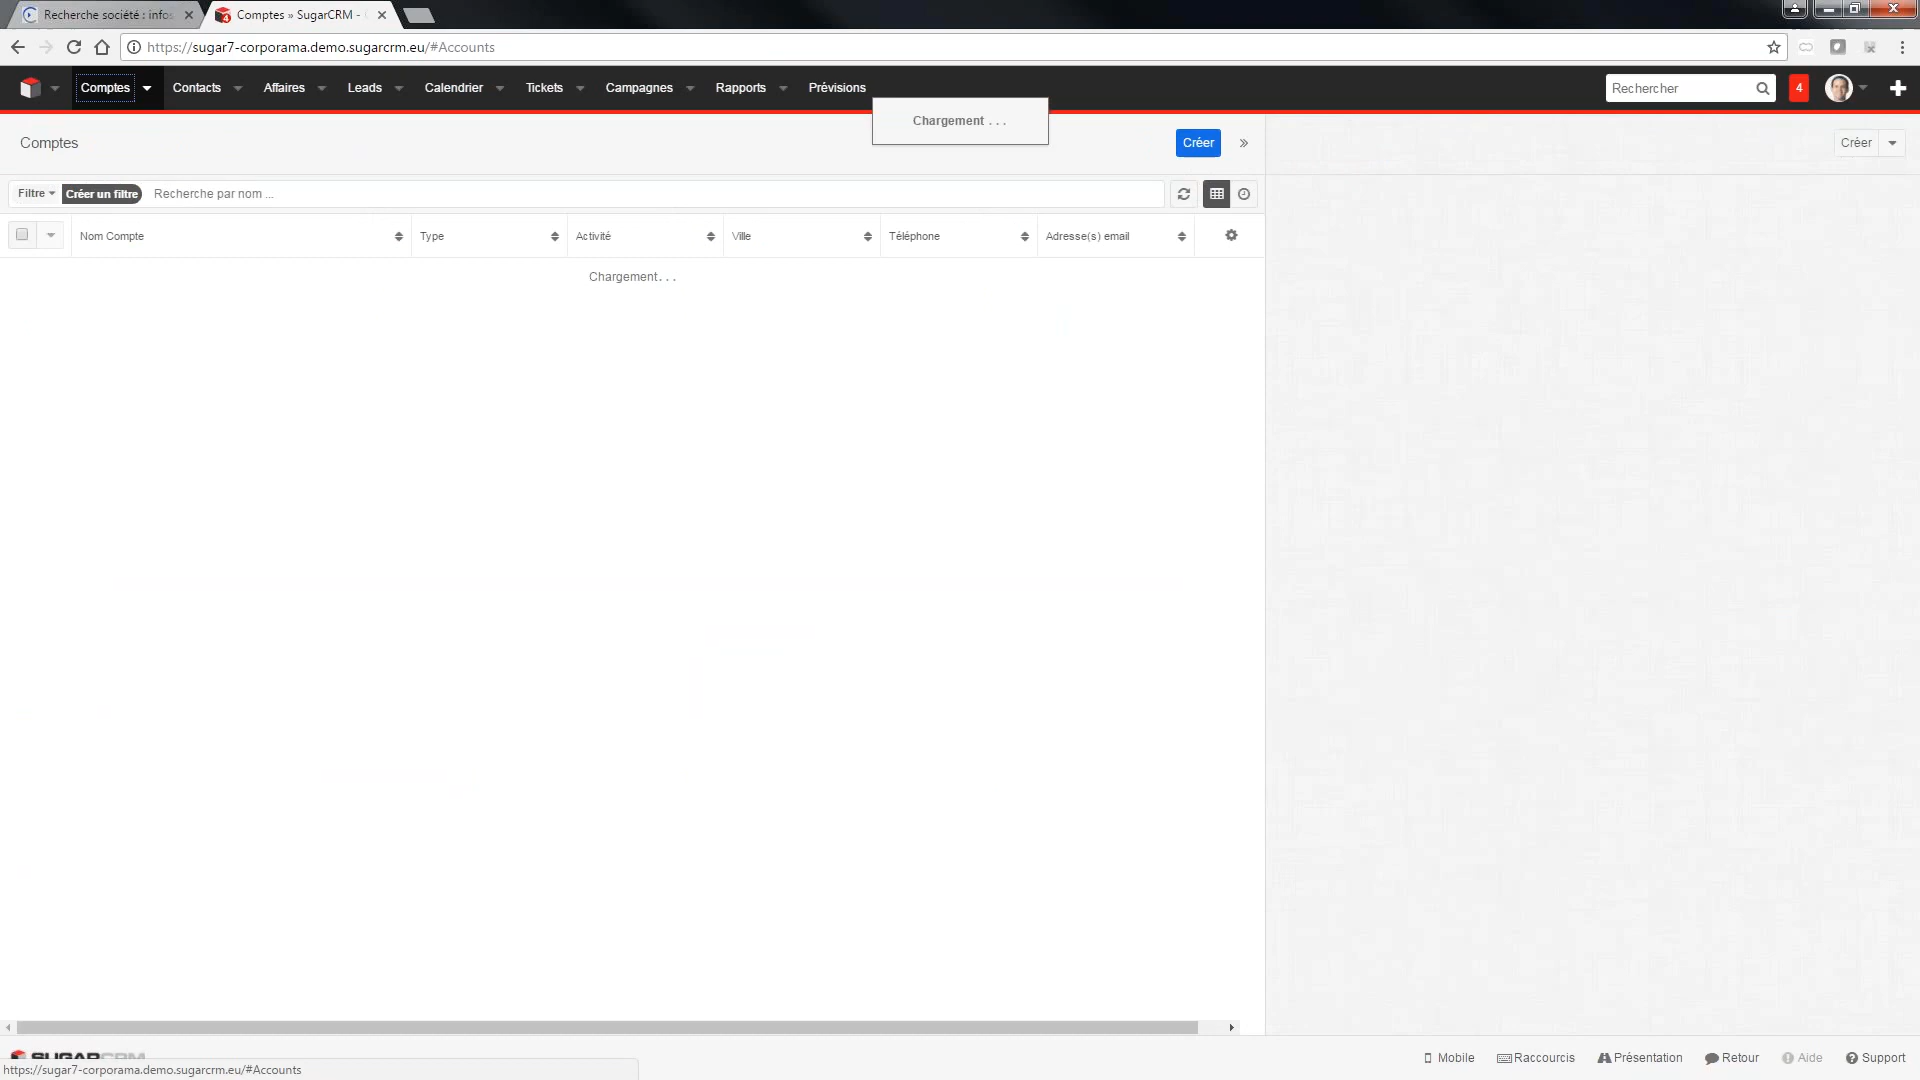 Recherche société : infos
Comptes » SugarCRM -
https://sugar7-corporama.demo.sugarcrm.eu/#Accounts
Comptes
Contacts
Affaires
Leads
Calendrier
Tickets
Campagnes
Rapports
Prévisions
Rechercher
4
Chargement . . .
Comptes
Créer
»
Créer
Filtre
Créer un filtre
Recherche par nom ...
Nom Compte
Type
Activité
Ville
Téléphone
Adresse(s) email
Chargement. . .
SUGARCRM
Mobile
Raccourcis
Présentation
Retour
Aide
Support
https://sugar7-corporama.demo.sugarcrm.eu/#Accounts